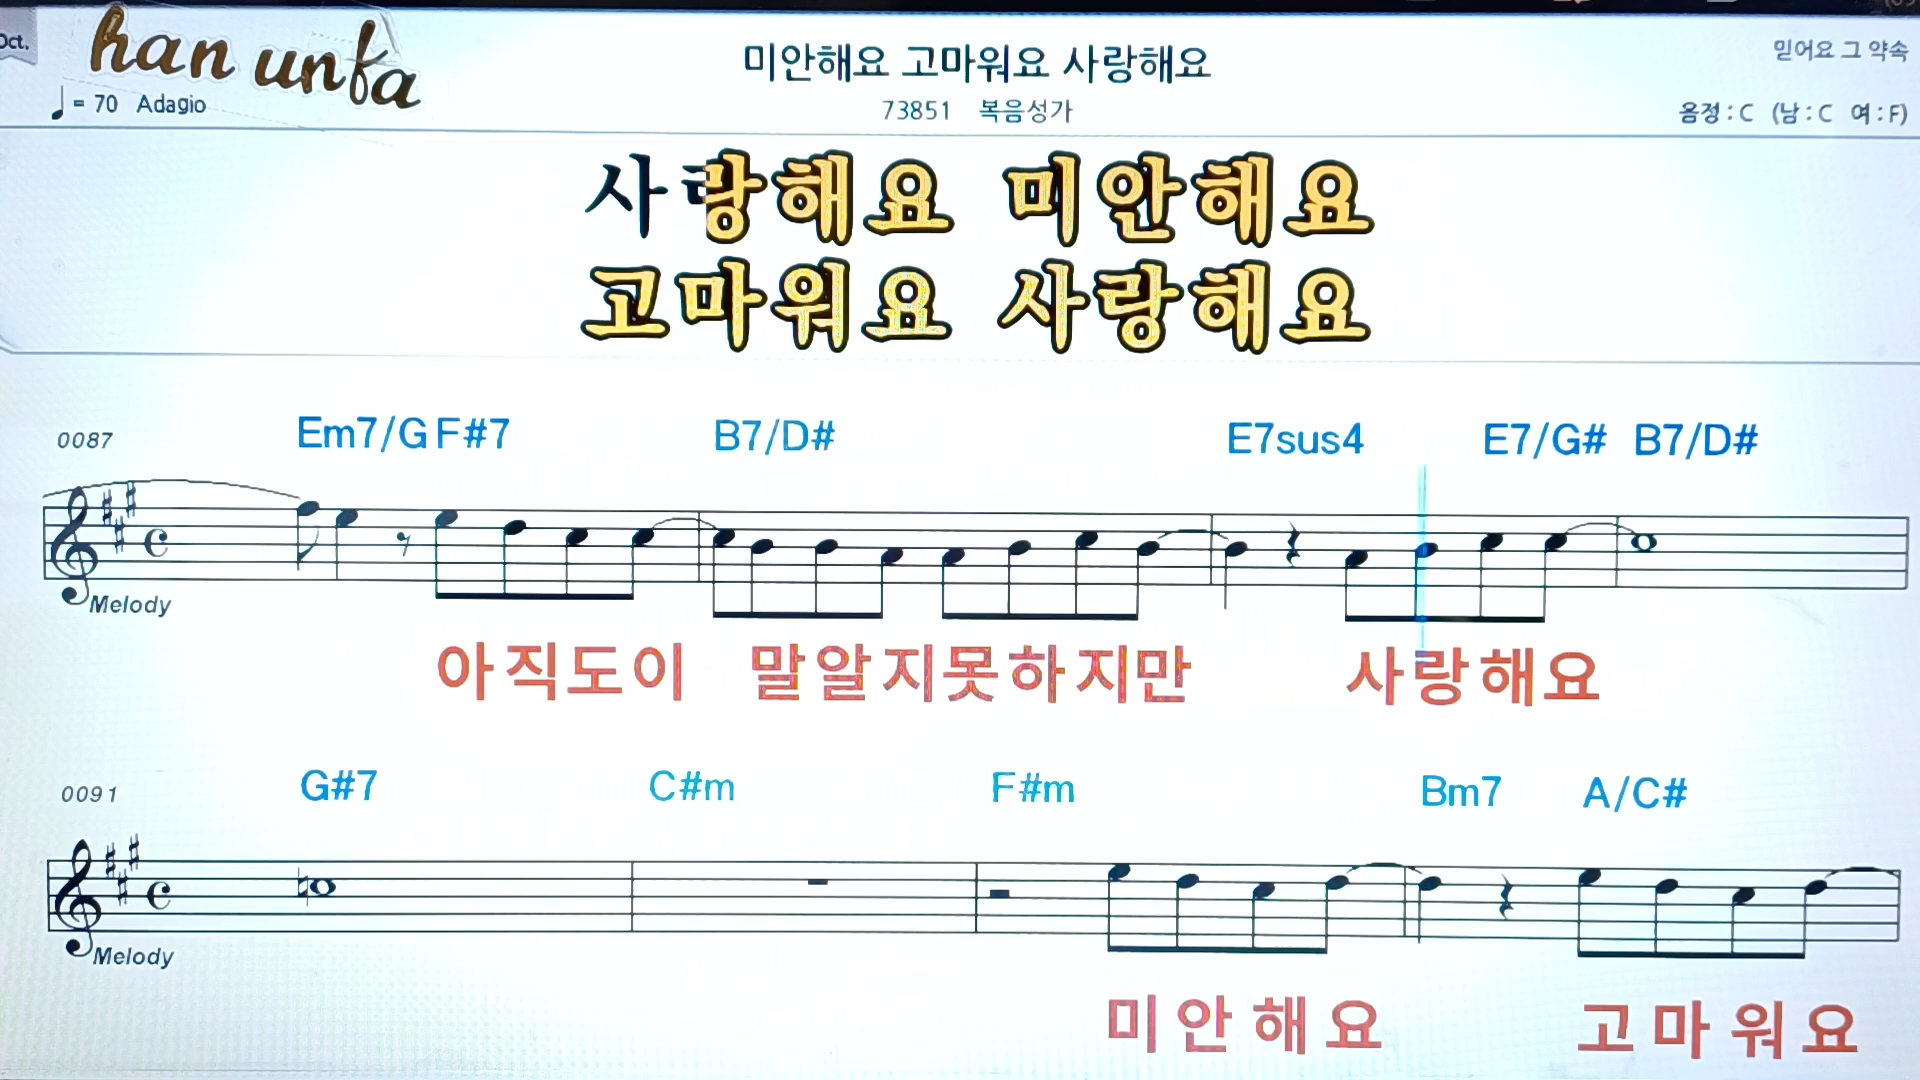 Oct.
han unfa
미안해요 고마워요 사랑해요
믿어요 그 약속
♩= 70 Adagio
73851 복음성가
음정 : C (남 : C 여 : F)
사랑해요 미안해요
고마워요 사랑해요
0087 Em7/G F#7 B7/D# E7sus4 E7/G# B7/D#
Melody
아직도이 말알지못하지만 사랑해요
0091 G#7 C#m F#m Bm7 A/C#
Melody
미안해요 고마워요